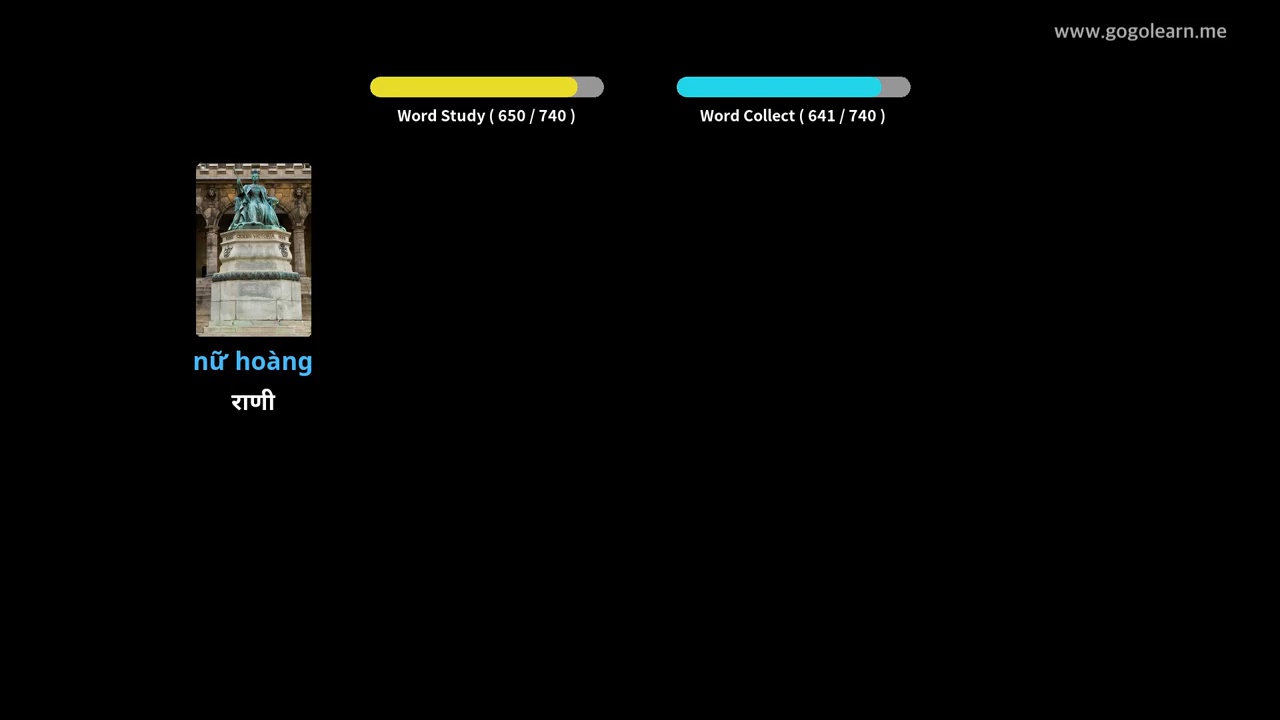 www.gogolearn.me
Word Study ( 650 / 740 )
Word Collect ( 641 / 740 )
nữ hoàng
राणी